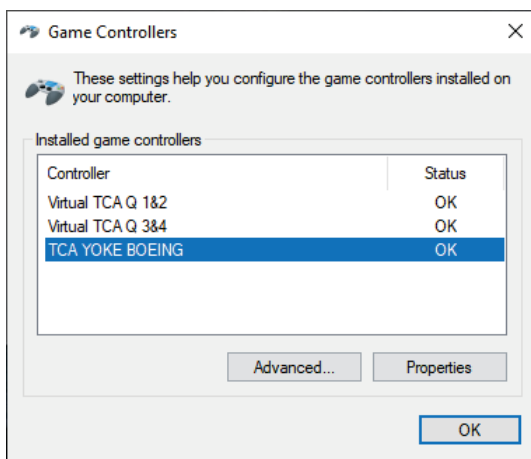 Game Controllers
These settings help you configure the game controllers installed on
your computer.
Installed game controllers
Controller Status
Virtual TCA Q 1&2 OK
Virtual TCA Q 3&4 OK
TCA YOKE BOEING OK
Advanced... Properties
OK